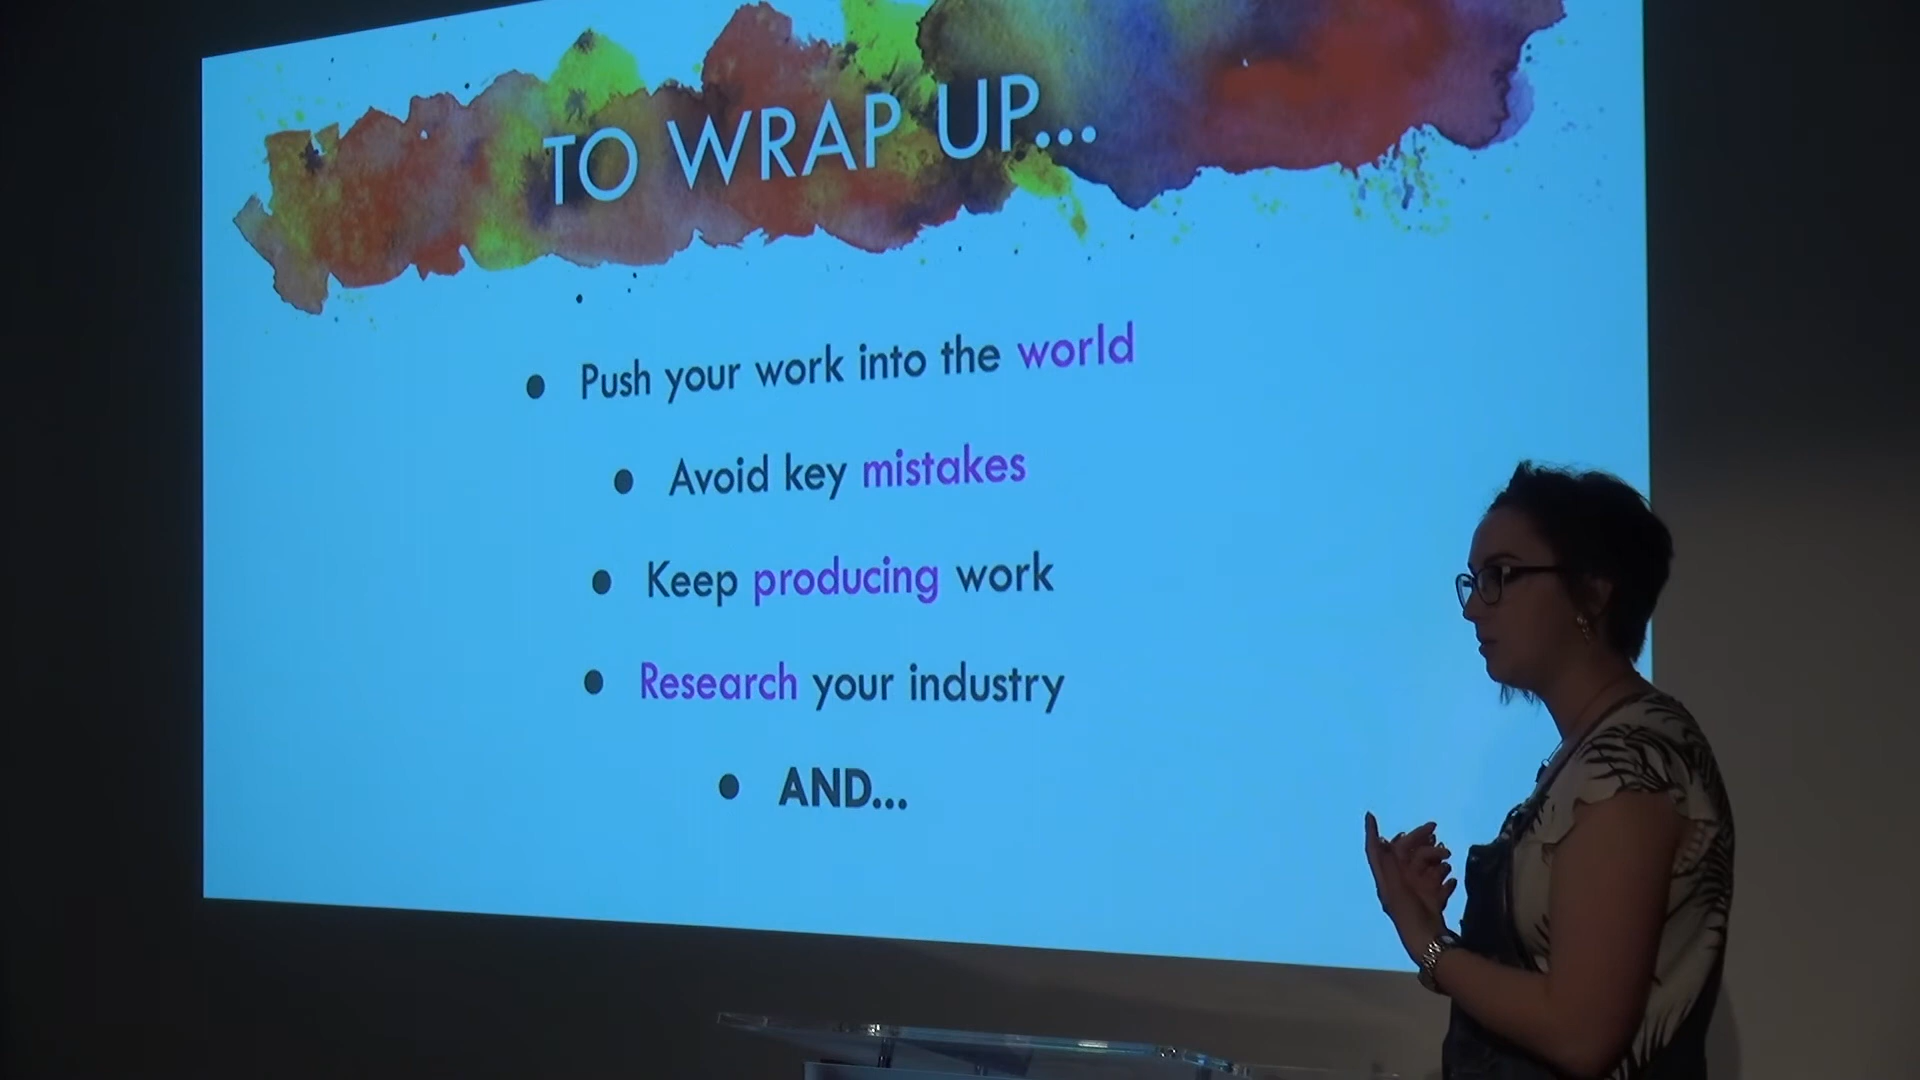 TO WRAP UP...
• Push your work into the world
• Avoid key mistakes
• Keep producing work
• Research your industry
• AND...